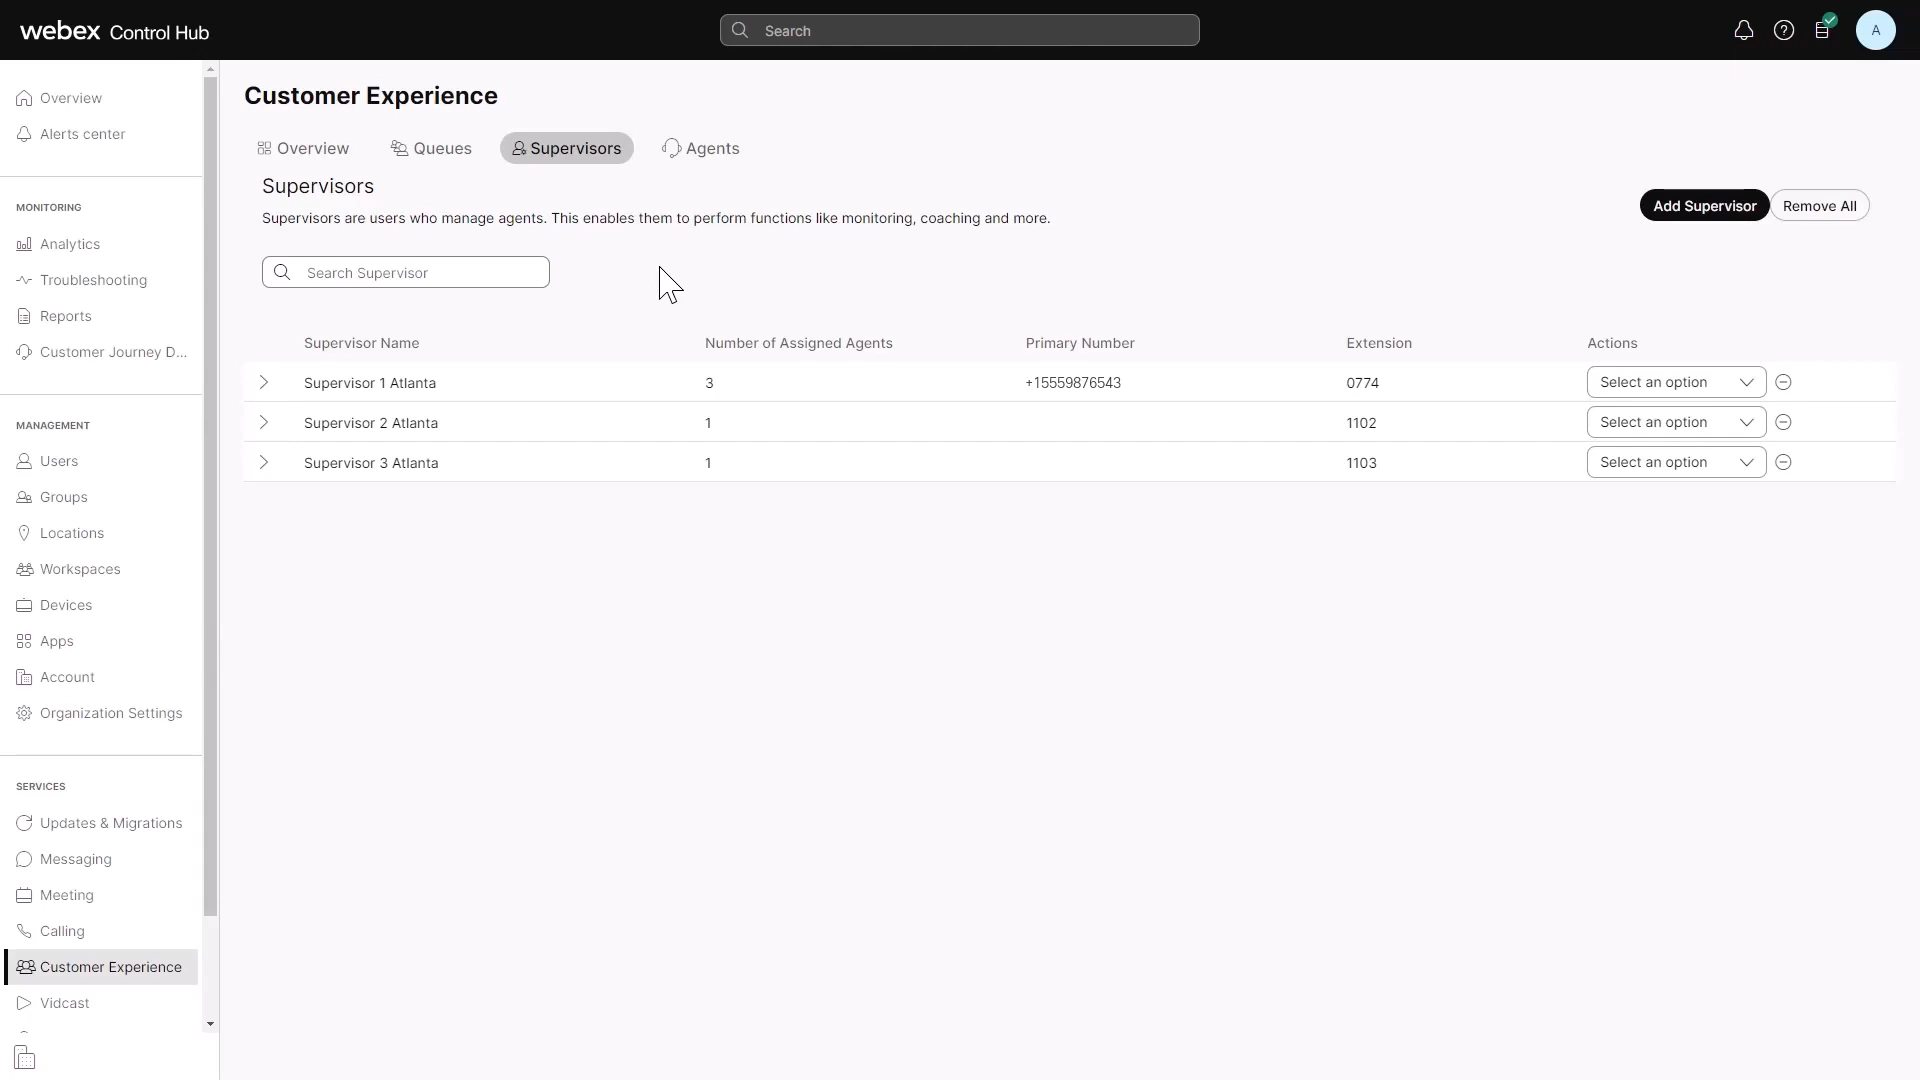 webex Control Hub
Search
A
Overview
Alerts center
MONITORING
Analytics
Troubleshooting
Reports
Customer Journey D...
MANAGEMENT
Users
Groups
Locations
Workspaces
Devices
Apps
Account
Organization Settings
SERVICES
Updates & Migrations
Messaging
Meeting
Calling
Customer Experience
Vidcast
Customer Experience
Overview Queues Supervisors Agents
Supervisors
Supervisors are users who manage agents. This enables them to perform functions like monitoring, coaching and more.
Add Supervisor Remove All
Search Supervisor
Supervisor Name Number of Assigned Agents Primary Number Extension Actions
Supervisor 1 Atlanta 3 +15559876543 0774 Select an option
Supervisor 2 Atlanta 1 1102 Select an option
Supervisor 3 Atlanta 1 1103 Select an option